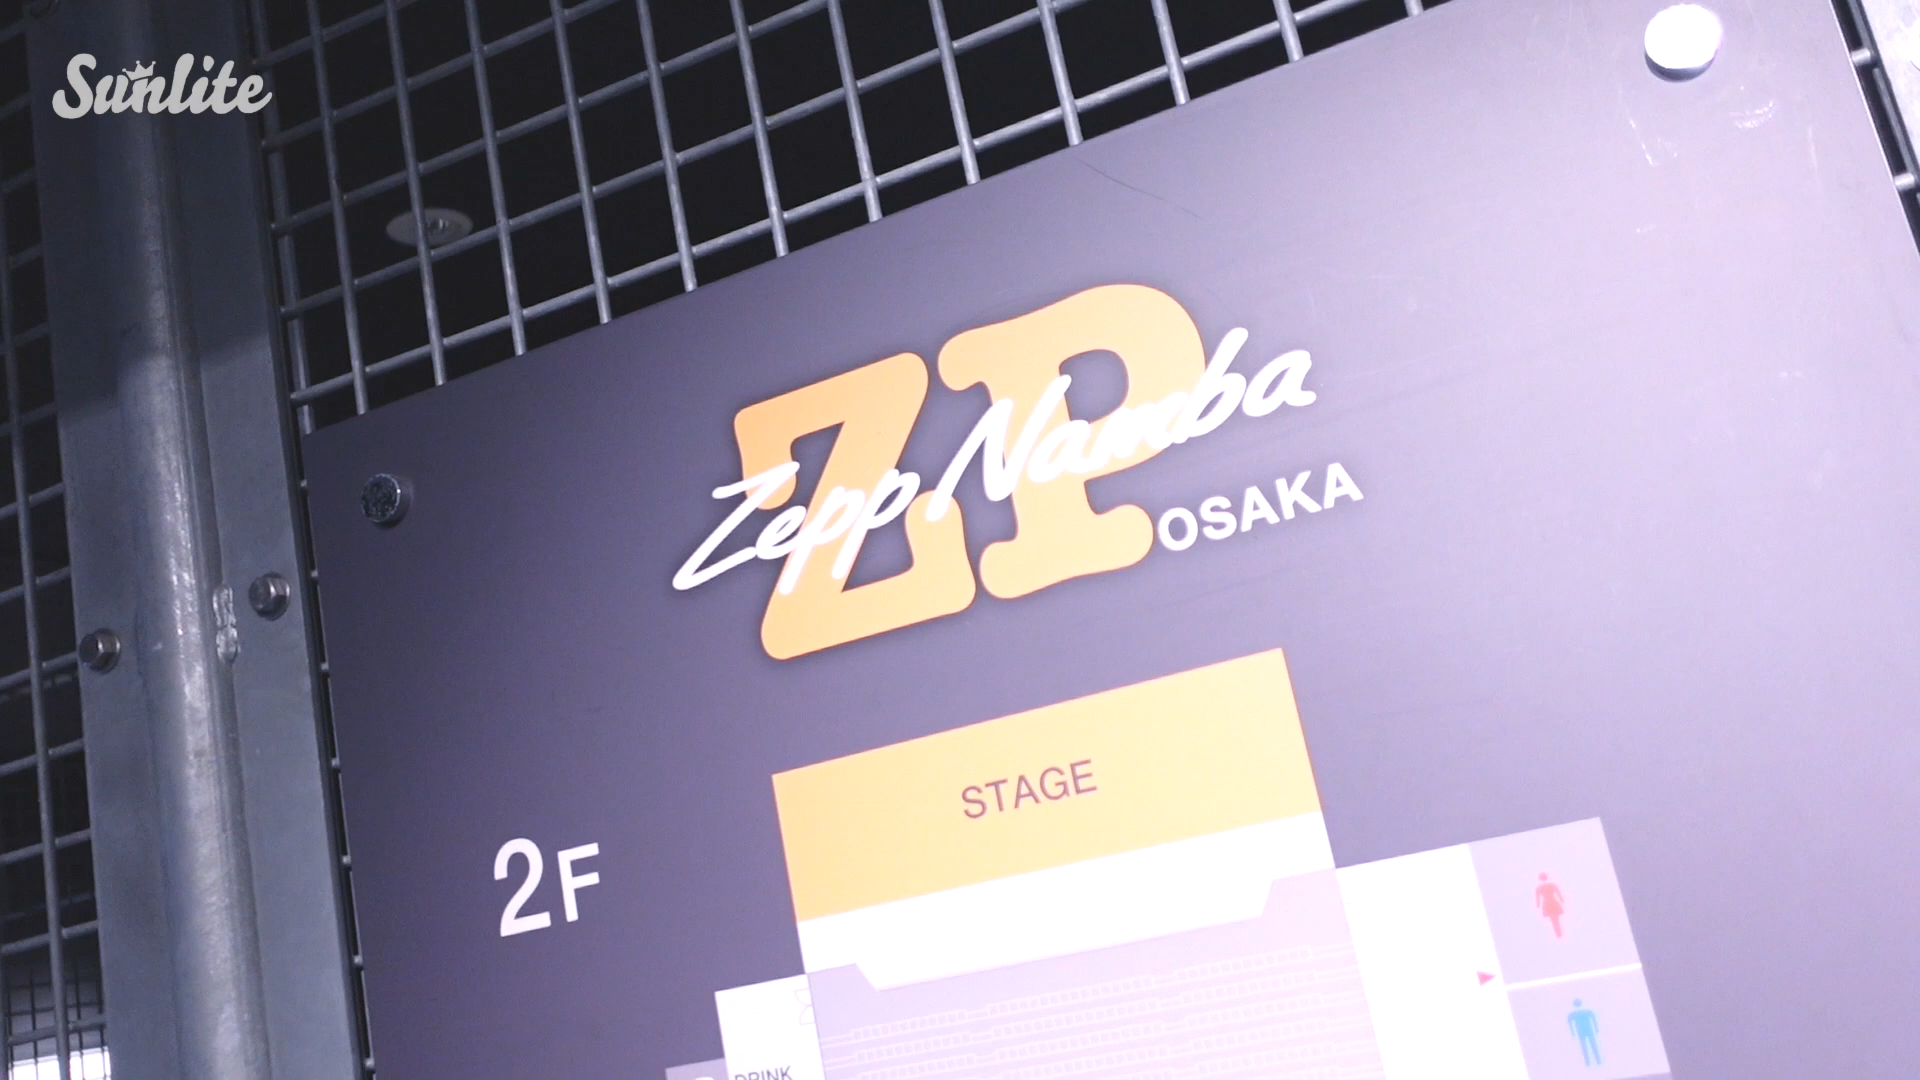 Sunlite
ZP
Zepp Namba
OSAKA
STAGE
2F
DRINK